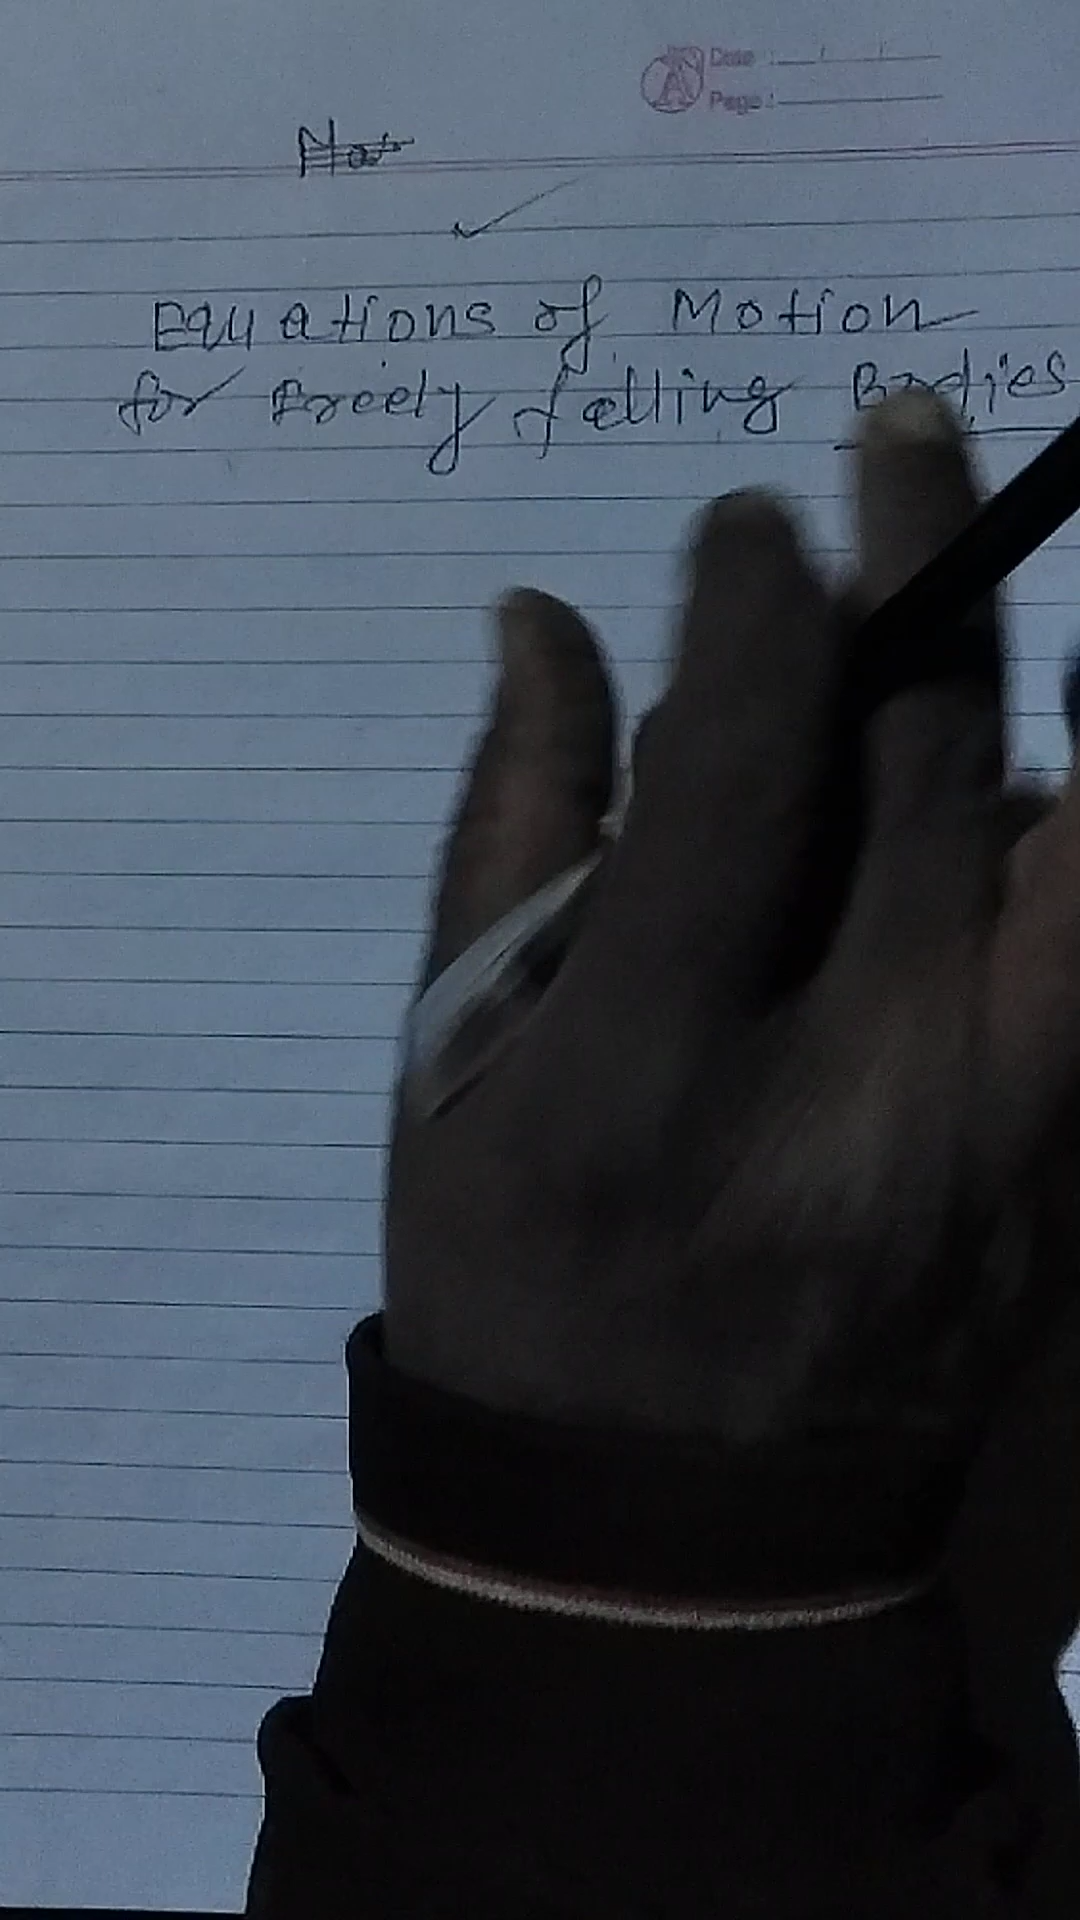 Date :
Page :
Equations of Motion
for freely falling Bodies